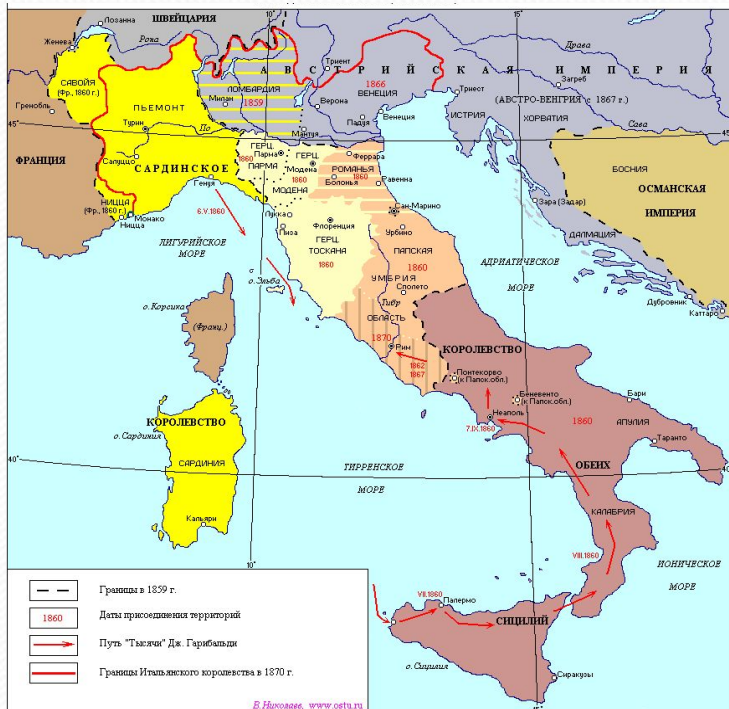 ШВЕЙЦАРИЯ
10°
15°
Лозанна
Женева
Рона
Драва
САВОЙЯ
(Фр., 1860 г.)
Гренобль
ПЬЕМОНТ
Турин
По
Салуццо
ЛОМБАРДИЯ
Милан
1859
Мантуя
АВСТРИЙСКАЯ ИМПЕРИЯ
(АВСТРО-ВЕНГРИЯ с 1867 г.)
Триент
1866
ВЕНЕЦИЯ
Верона
Падуя
Венеция
Триест
ИСТРИЯ
Загреб
ХОРВАТИЯ
Сава
45°
45°
ФРАНЦИЯ
САРДИНСКОЕ
Генуя
НИЦЦА
(Фр., 1860 г.)
Монако
Ницца
ГЕРЦ.
Парма
ПАРМА
1860
ГЕРЦ.
Модена
1860
МОДЕНА
Феррара
РОМАНЬЯ
Болонья
1860
Равенна
Сан-Марино
БОСНИЯ
ОСМАНСКАЯ
ИМПЕРИЯ
Зара (Задар)
ДАЛМАЦИЯ
Дубровник
Каттаро
6.V.1860
ЛИГУРИЙСКОЕ
МОРЕ
Лукка
Пиза
Флоренция
ГЕРЦ.
ТОСКАНА
1860
Урбино
ПАПСКАЯ
1860
УМБРИЯ
Сполето
Тибр
ОБЛАСТЬ
1870
Рим
1862
1867
АДРИАТИЧЕСКОЕ
МОРЕ
о.Эльба
о.Корсика
(Франц.)
КОРОЛЕВСТВО
Понтекорво
(к Папск.обл.)
Беневенто
(к Папск.обл.)
Неаполь
7.IX.1860
1860
Бари
АПУЛИЯ
Таранто
ОБЕИХ
КОРОЛЕВСТВО
о.Сардиния
САРДИНИЯ
Кальяри
40°
40°
ТИРРЕНСКОЕ
МОРЕ
10°
КАЛАБРИЯ
VIII.1860
ИОНИЧЕСКОЕ
МОРЕ
VII.1860
Палермо
СИЦИЛИЙ
о.Сицилия
Сиракузы
Границы в 1859 г.
1860
Даты присоединения территорий
Путь "Тысячи" Дж. Гарибальди
Границы Итальянского королевства в 1870 г.
В.Николаев, www.ostu.ru